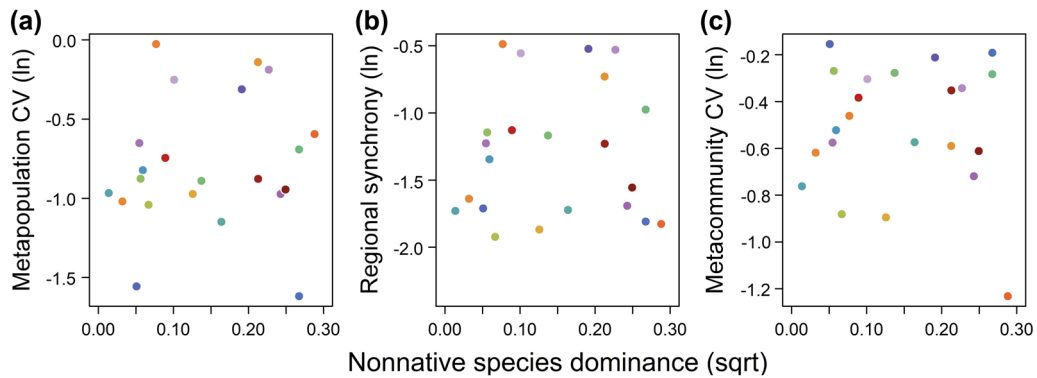 (a)
Metapopulation CV (ln)
0.0
-0.5
-1.0
-1.5
0.00 0.10 0.20 0.30
(b)
Regional synchrony (ln)
-0.5
-1.0
-1.5
-2.0
0.00 0.10 0.20 0.30
(c)
Metacommunity CV (ln)
-0.2
-0.4
-0.6
-0.8
-1.0
-1.2
0.00 0.10 0.20 0.30
Nonnative species dominance (sqrt)